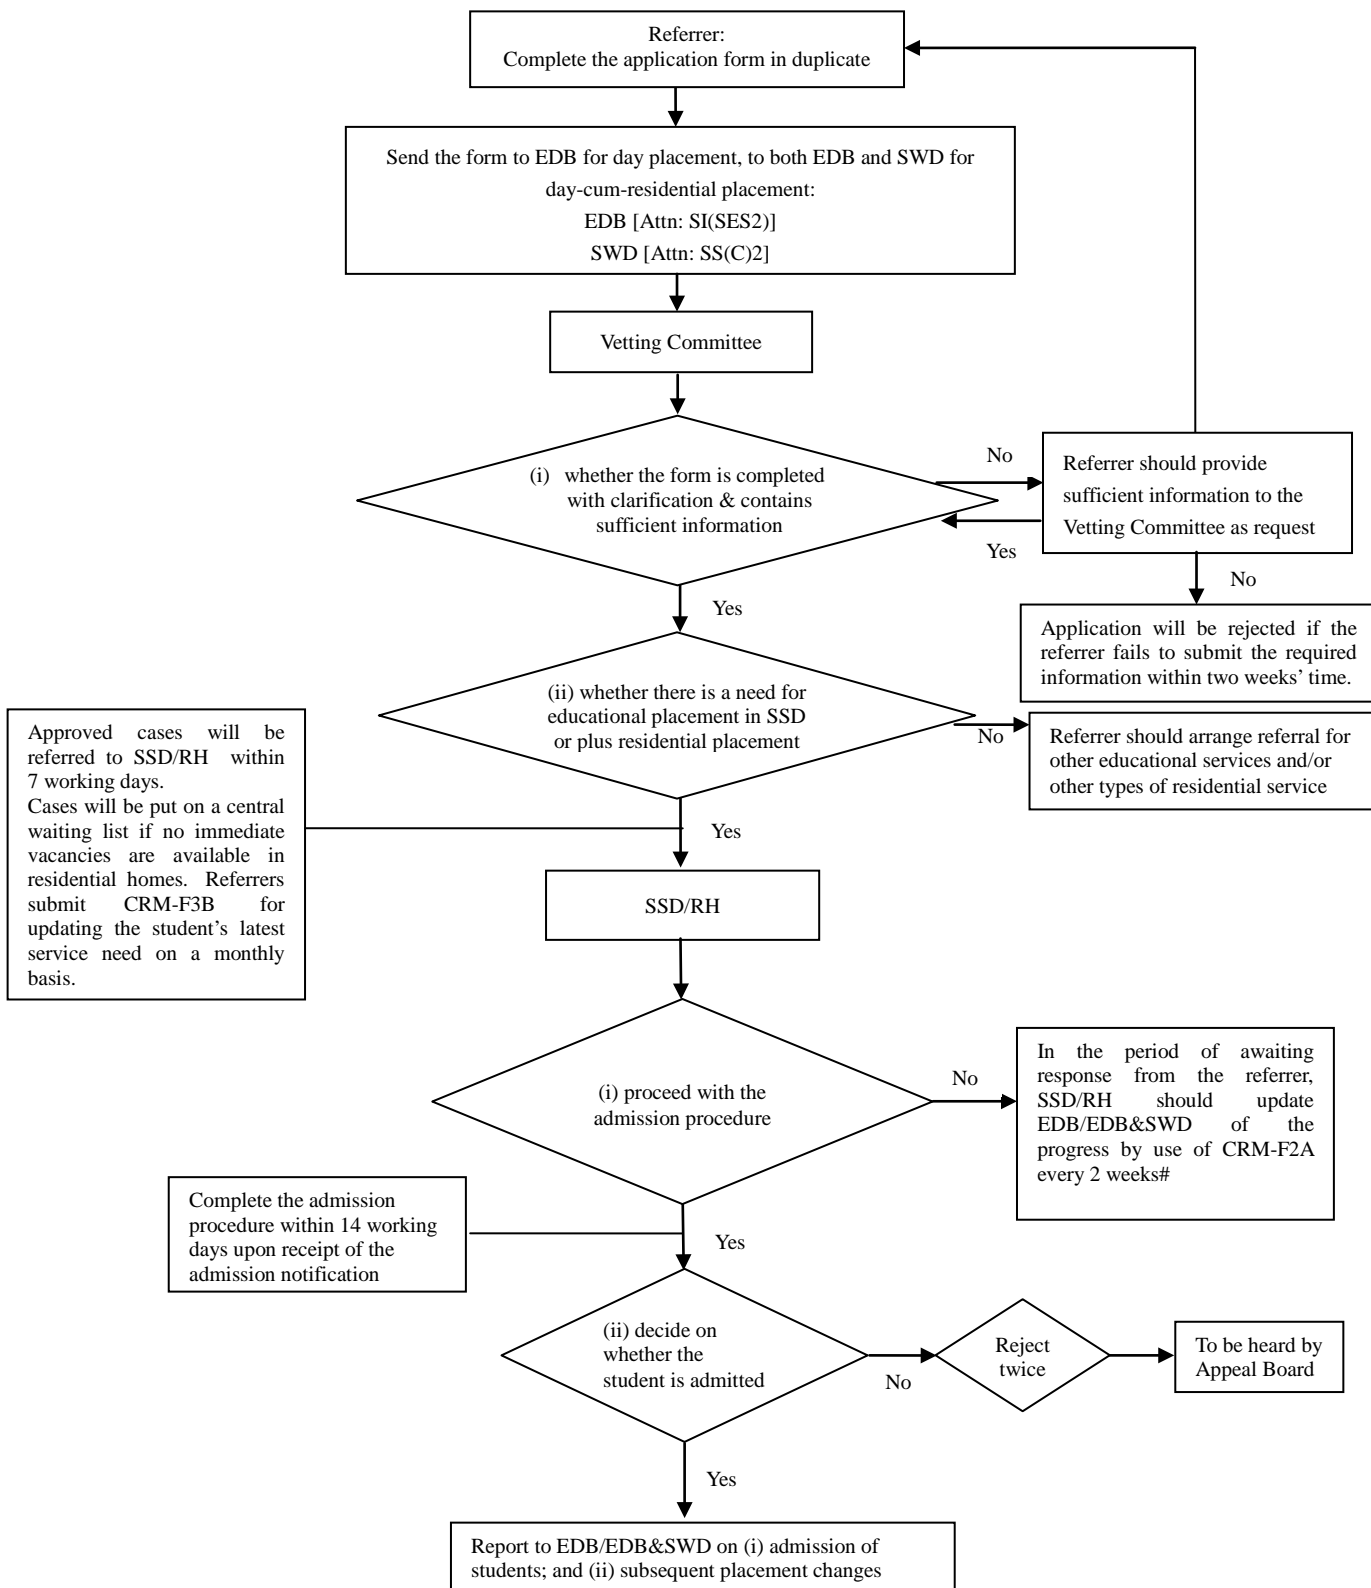 Referrer:
Complete the application form in duplicate
Send the form to EDB for day placement, to both EDB and SWD for
day-cum-residential placement:
EDB [Attn: SI(SES2)]
SWD [Attn: SS(C)2]
Vetting Committee
(i) whether the form is completed
with clarification & contains
sufficient information
No
Yes
Referrer should provide
sufficient information to the
Vetting Committee as request
No
Application will be rejected if the
referrer fails to submit the required
information within two weeks' time.
Yes
(ii) whether there is a need for
educational placement in SSD
or plus residential placement
No
Referrer should arrange referral for
other educational services and/or
other types of residential service
Approved cases will be
referred to SSD/RH within
7 working days.
Cases will be put on a central
waiting list if no immediate
vacancies are available in
residential homes. Referrers
submit CRM-F3B for
updating the student's latest
service need on a monthly
basis.
Yes
SSD/RH
(i) proceed with the
admission procedure
No
In the period of awaiting
response from the referrer,
SSD/RH should update
EDB/EDB&SWD of the
progress by use of CRM-F2A
every 2 weeks#
Complete the admission
procedure within 14 working
days upon receipt of the
admission notification
Yes
(ii) decide on
whether the
student is admitted
No
Reject
twice
To be heard by
Appeal Board
Yes
Report to EDB/EDB&SWD on (i) admission of
students; and (ii) subsequent placement changes